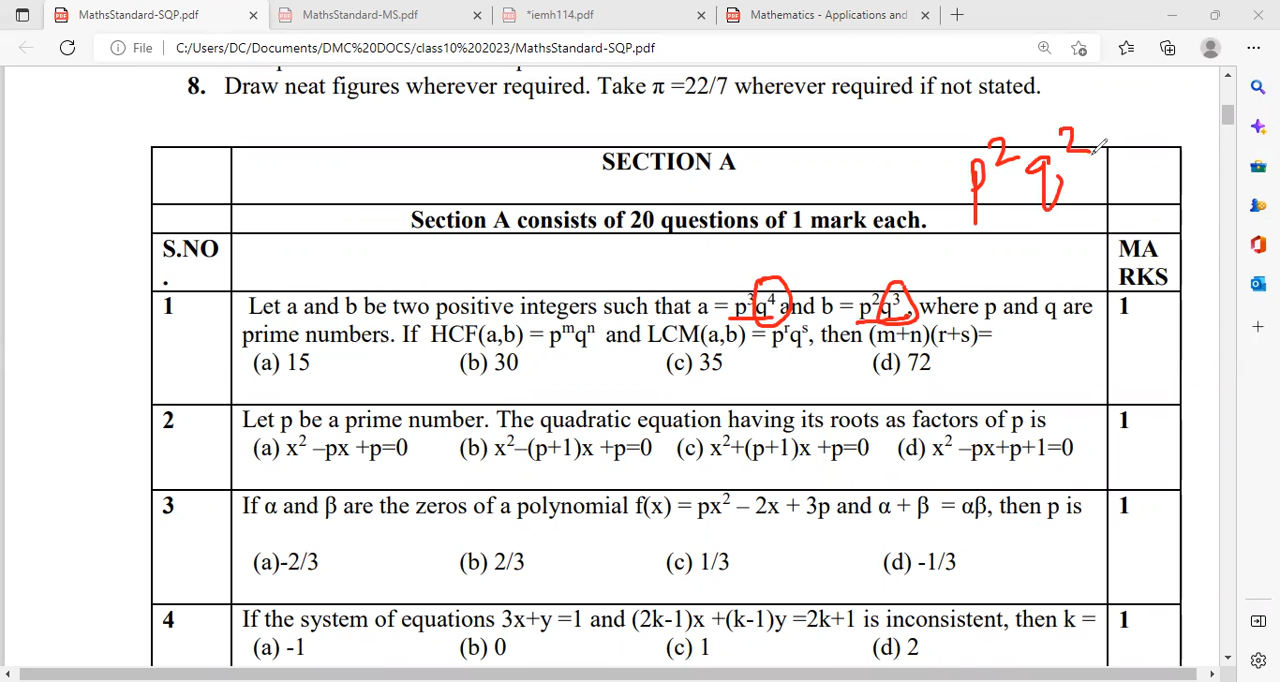 MathsStandard-SQP.pdf MathsStandard-MS.pdf *iemh114.pdf Mathematics - Applications and
File C:/Users/DC/Documents/DMC%20DOCS/class10%202023/MathsStandard-SQP.pdf
8. Draw neat figures wherever required. Take π =22/7 wherever required if not stated.
p² q²
SECTION A
Section A consists of 20 questions of 1 mark each.
S.NO
.
MA
RKS
1 Let a and b be two positive integers such that a = p³q⁴ and b = p²q³ , where p and q are 1
prime numbers. If HCF(a,b) = pᵐqⁿ and LCM(a,b) = pʳqˢ, then (m+n)(r+s)=
(a) 15 (b) 30 (c) 35 (d) 72
2 Let p be a prime number. The quadratic equation having its roots as factors of p is 1
(a) x² –px +p=0 (b) x²–(p+1)x +p=0 (c) x²+(p+1)x +p=0 (d) x² –px+p+1=0
3 If α and β are the zeros of a polynomial f(x) = px² – 2x + 3p and α + β = αβ, then p is 1
(a)-2/3 (b) 2/3 (c) 1/3 (d) -1/3
4 If the system of equations 3x+y =1 and (2k-1)x +(k-1)y =2k+1 is inconsistent, then k = 1
(a) -1 (b) 0 (c) 1 (d) 2